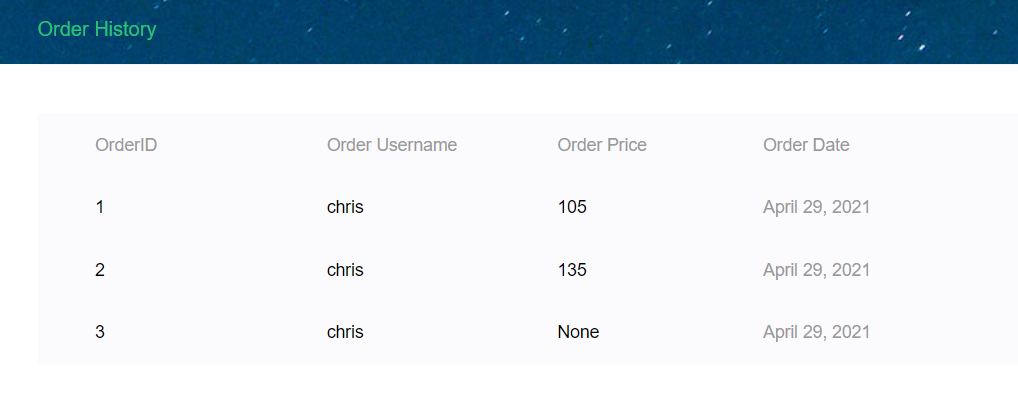 Order History
OrderID Order Username Order Price Order Date
1 chris 105 April 29, 2021
2 chris 135 April 29, 2021
3 chris None April 29, 2021